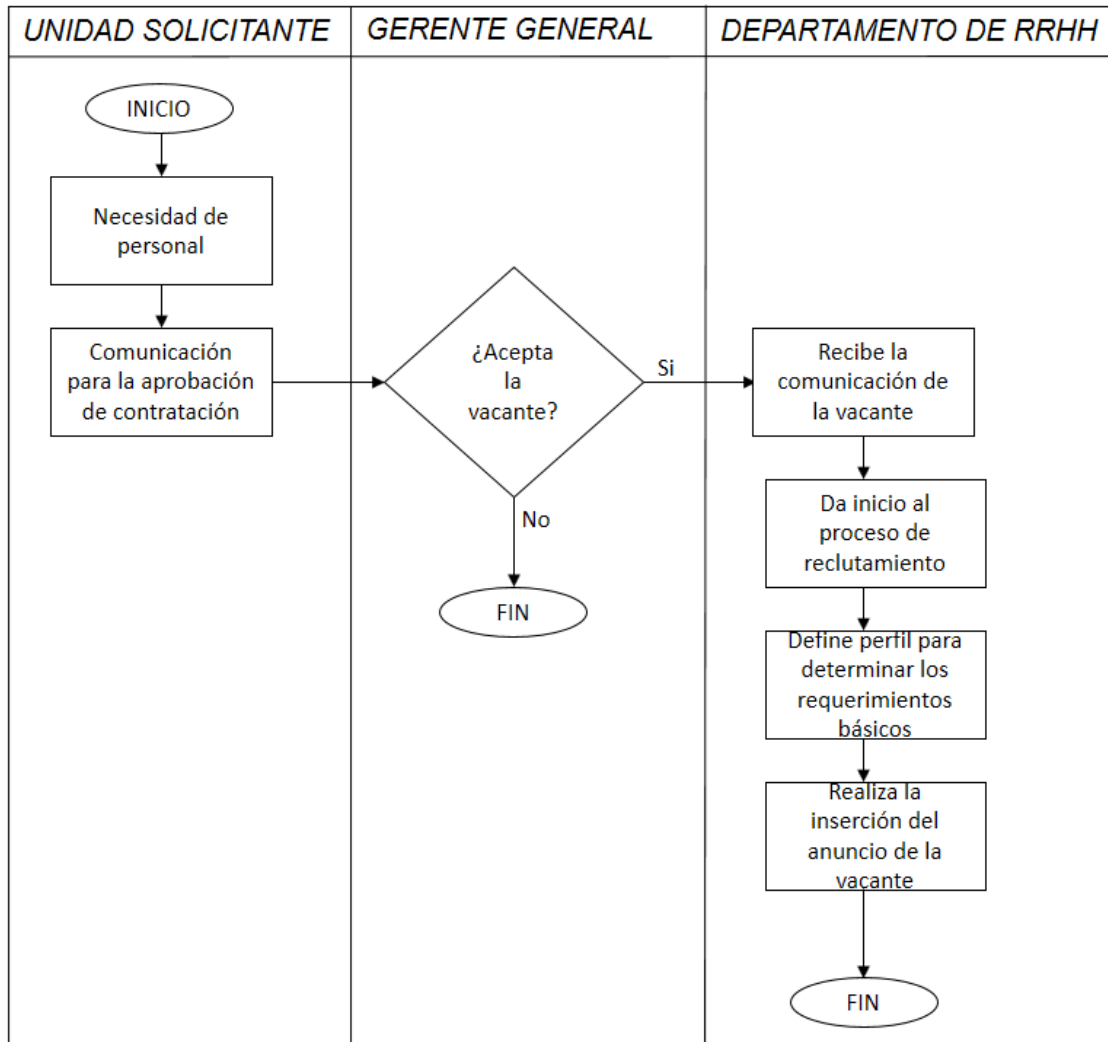 UNIDAD SOLICITANTE
GERENTE GENERAL
DEPARTAMENTO DE RRHH
INICIO
Necesidad de
personal
Comunicación
para la aprobación
de contratación
¿Acepta
la
vacante?
Si
No
FIN
Recibe la
comunicación de
la vacante
Da inicio al
proceso de
reclutamiento
Define perfil para
determinar los
requerimientos
básicos
Realiza la
inserción del
anuncio de la
vacante
FIN